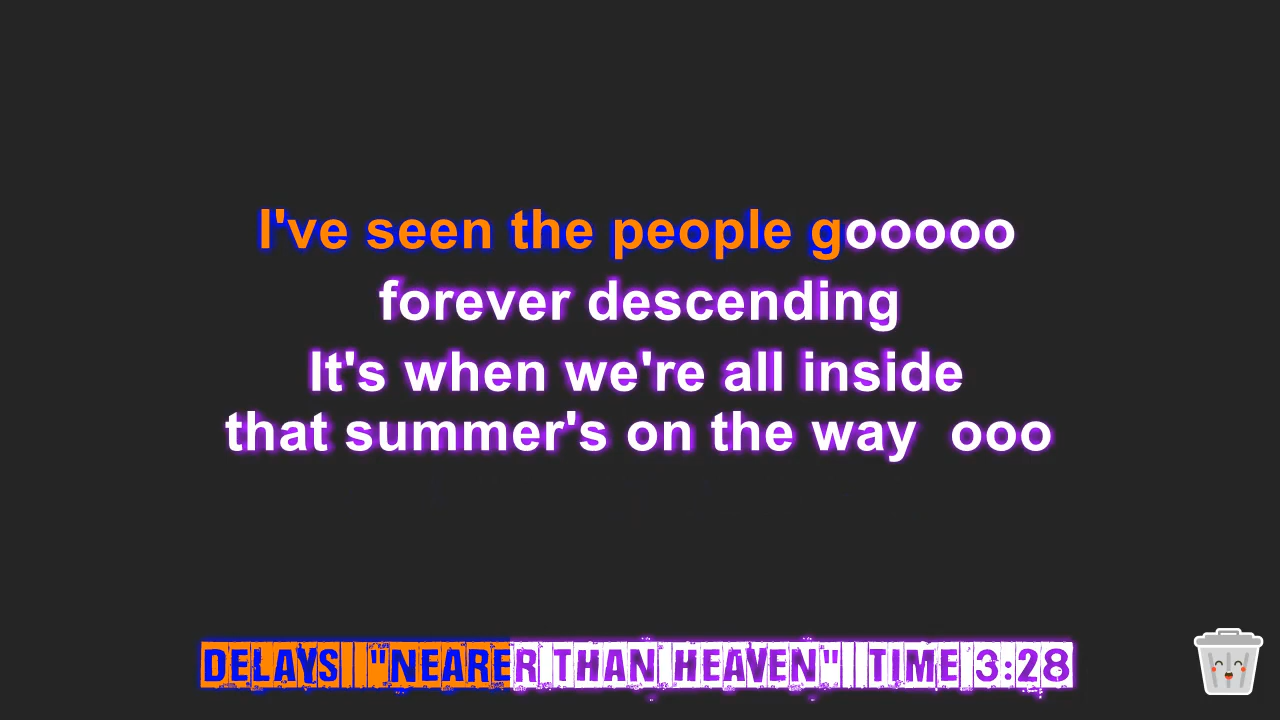 I've seen the people gooooo
forever descending
It's when we're all inside
that summer's on the way  ooo
DELAYS | "NEARER THAN HEAVEN" | TIME 3:28